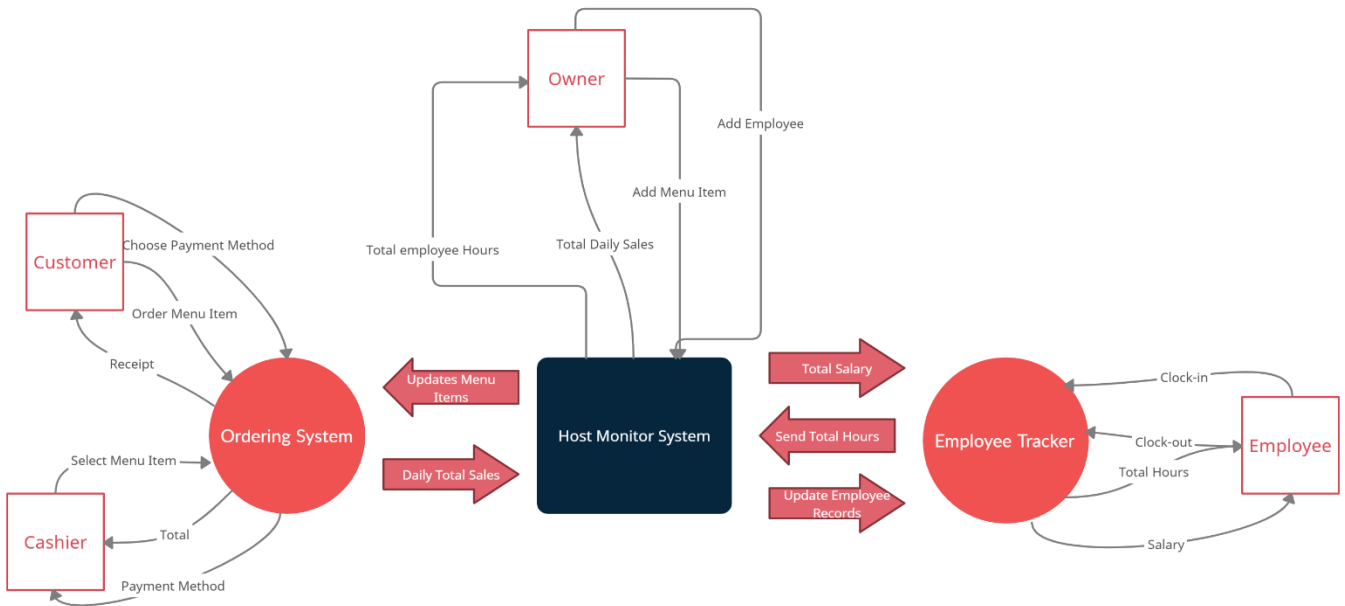 Owner
Add Employee
Add Menu Item
Total employee Hours
Total Daily Sales
Customer
Choose Payment Method
Order Menu Item
Receipt
Ordering System
Select Menu Item
Cashier
Total
Payment Method
Updates Menu
Items
Daily Total Sales
Host Monitor System
Total Salary
Send Total Hours
Update Employee
Records
Employee Tracker
Clock-in
Clock-out
Total Hours
Employee
Salary